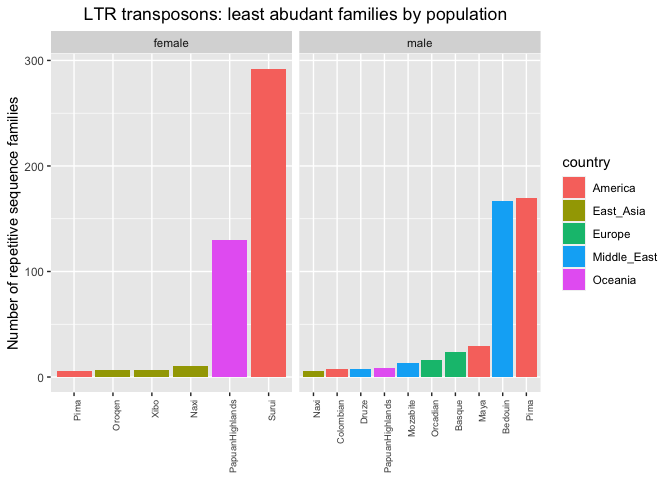 LTR transposons: least abudant families by population
female
male
Number of repetitive sequence families
300
200
100
0
Pima
Oroqen
Xibo
Naxi
PapuanHighlands
Surui
Naxi
Colombian
Druze
PapuanHighlands
Mozabite
Orcadian
Basque
Maya
Bedouin
Pima
country
America
East_Asia
Europe
Middle_East
Oceania